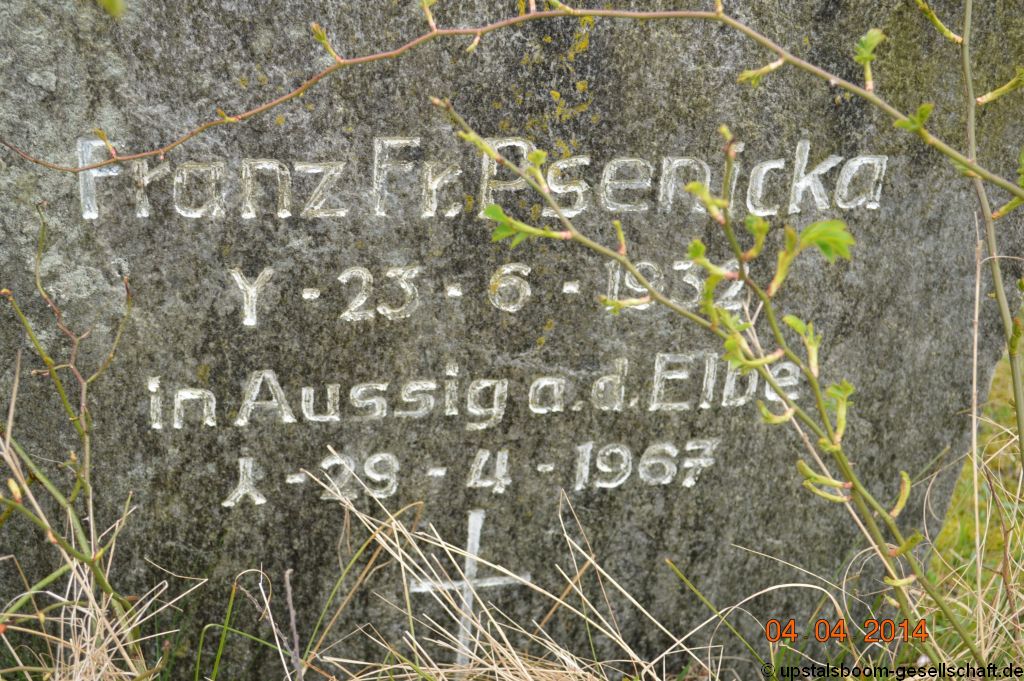 Franz Fr. Psenicka
Y - 23 - 6 - 1932
in Aussig a.d. Elbe
⅄ - 29 - 4 - 1967
04 04 2014
© upstalsboom-gesellschaft.de